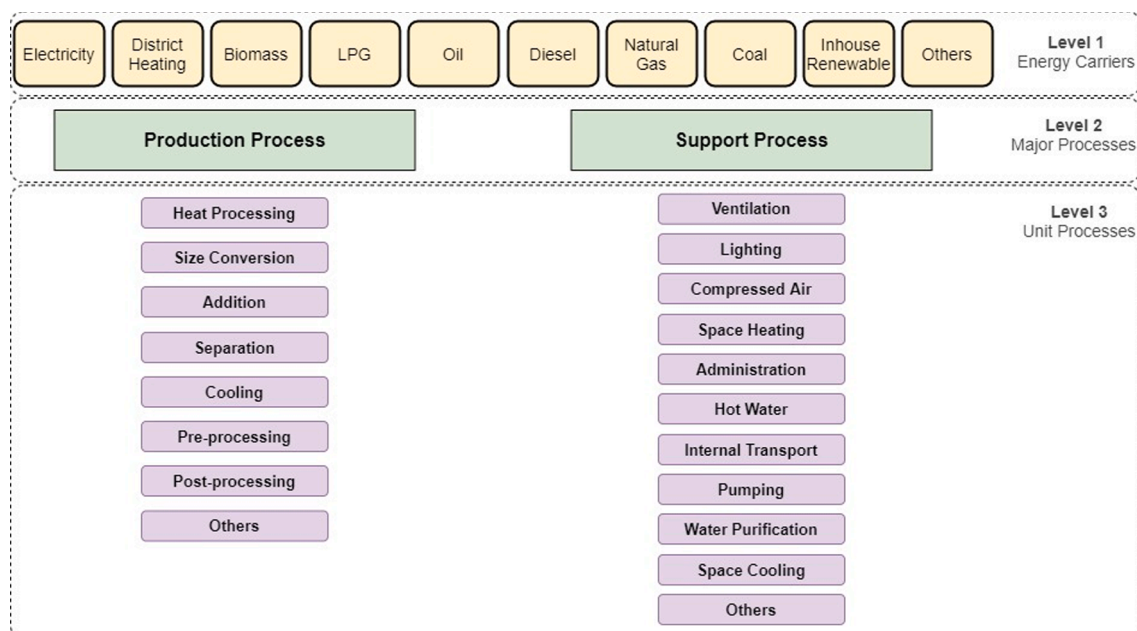 Electricity
District
Heating
Biomass
LPG
Oil
Diesel
Natural
Gas
Coal
Inhouse
Renewable
Others
Level 1
Energy Carriers
Production Process
Support Process
Level 2
Major Processes
Level 3
Unit Processes
Heat Processing
Size Conversion
Addition
Separation
Cooling
Pre-processing
Post-processing
Others
Ventilation
Lighting
Compressed Air
Space Heating
Administration
Hot Water
Internal Transport
Pumping
Water Purification
Space Cooling
Others